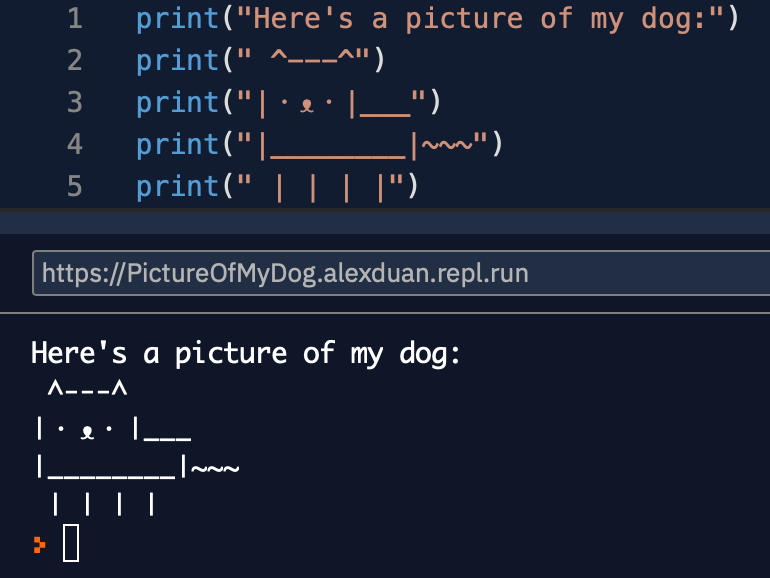 1 print("Here's a picture of my dog:")
2 print(" ^---^")
3 print("|・ᴥ・|___")
4 print("|________|~~~")
5 print(" | | | |")
https://PictureOfMyDog.alexduan.repl.run
Here's a picture of my dog:
 ^---^
|・ᴥ・|___
|________|~~~
 | | | |
>